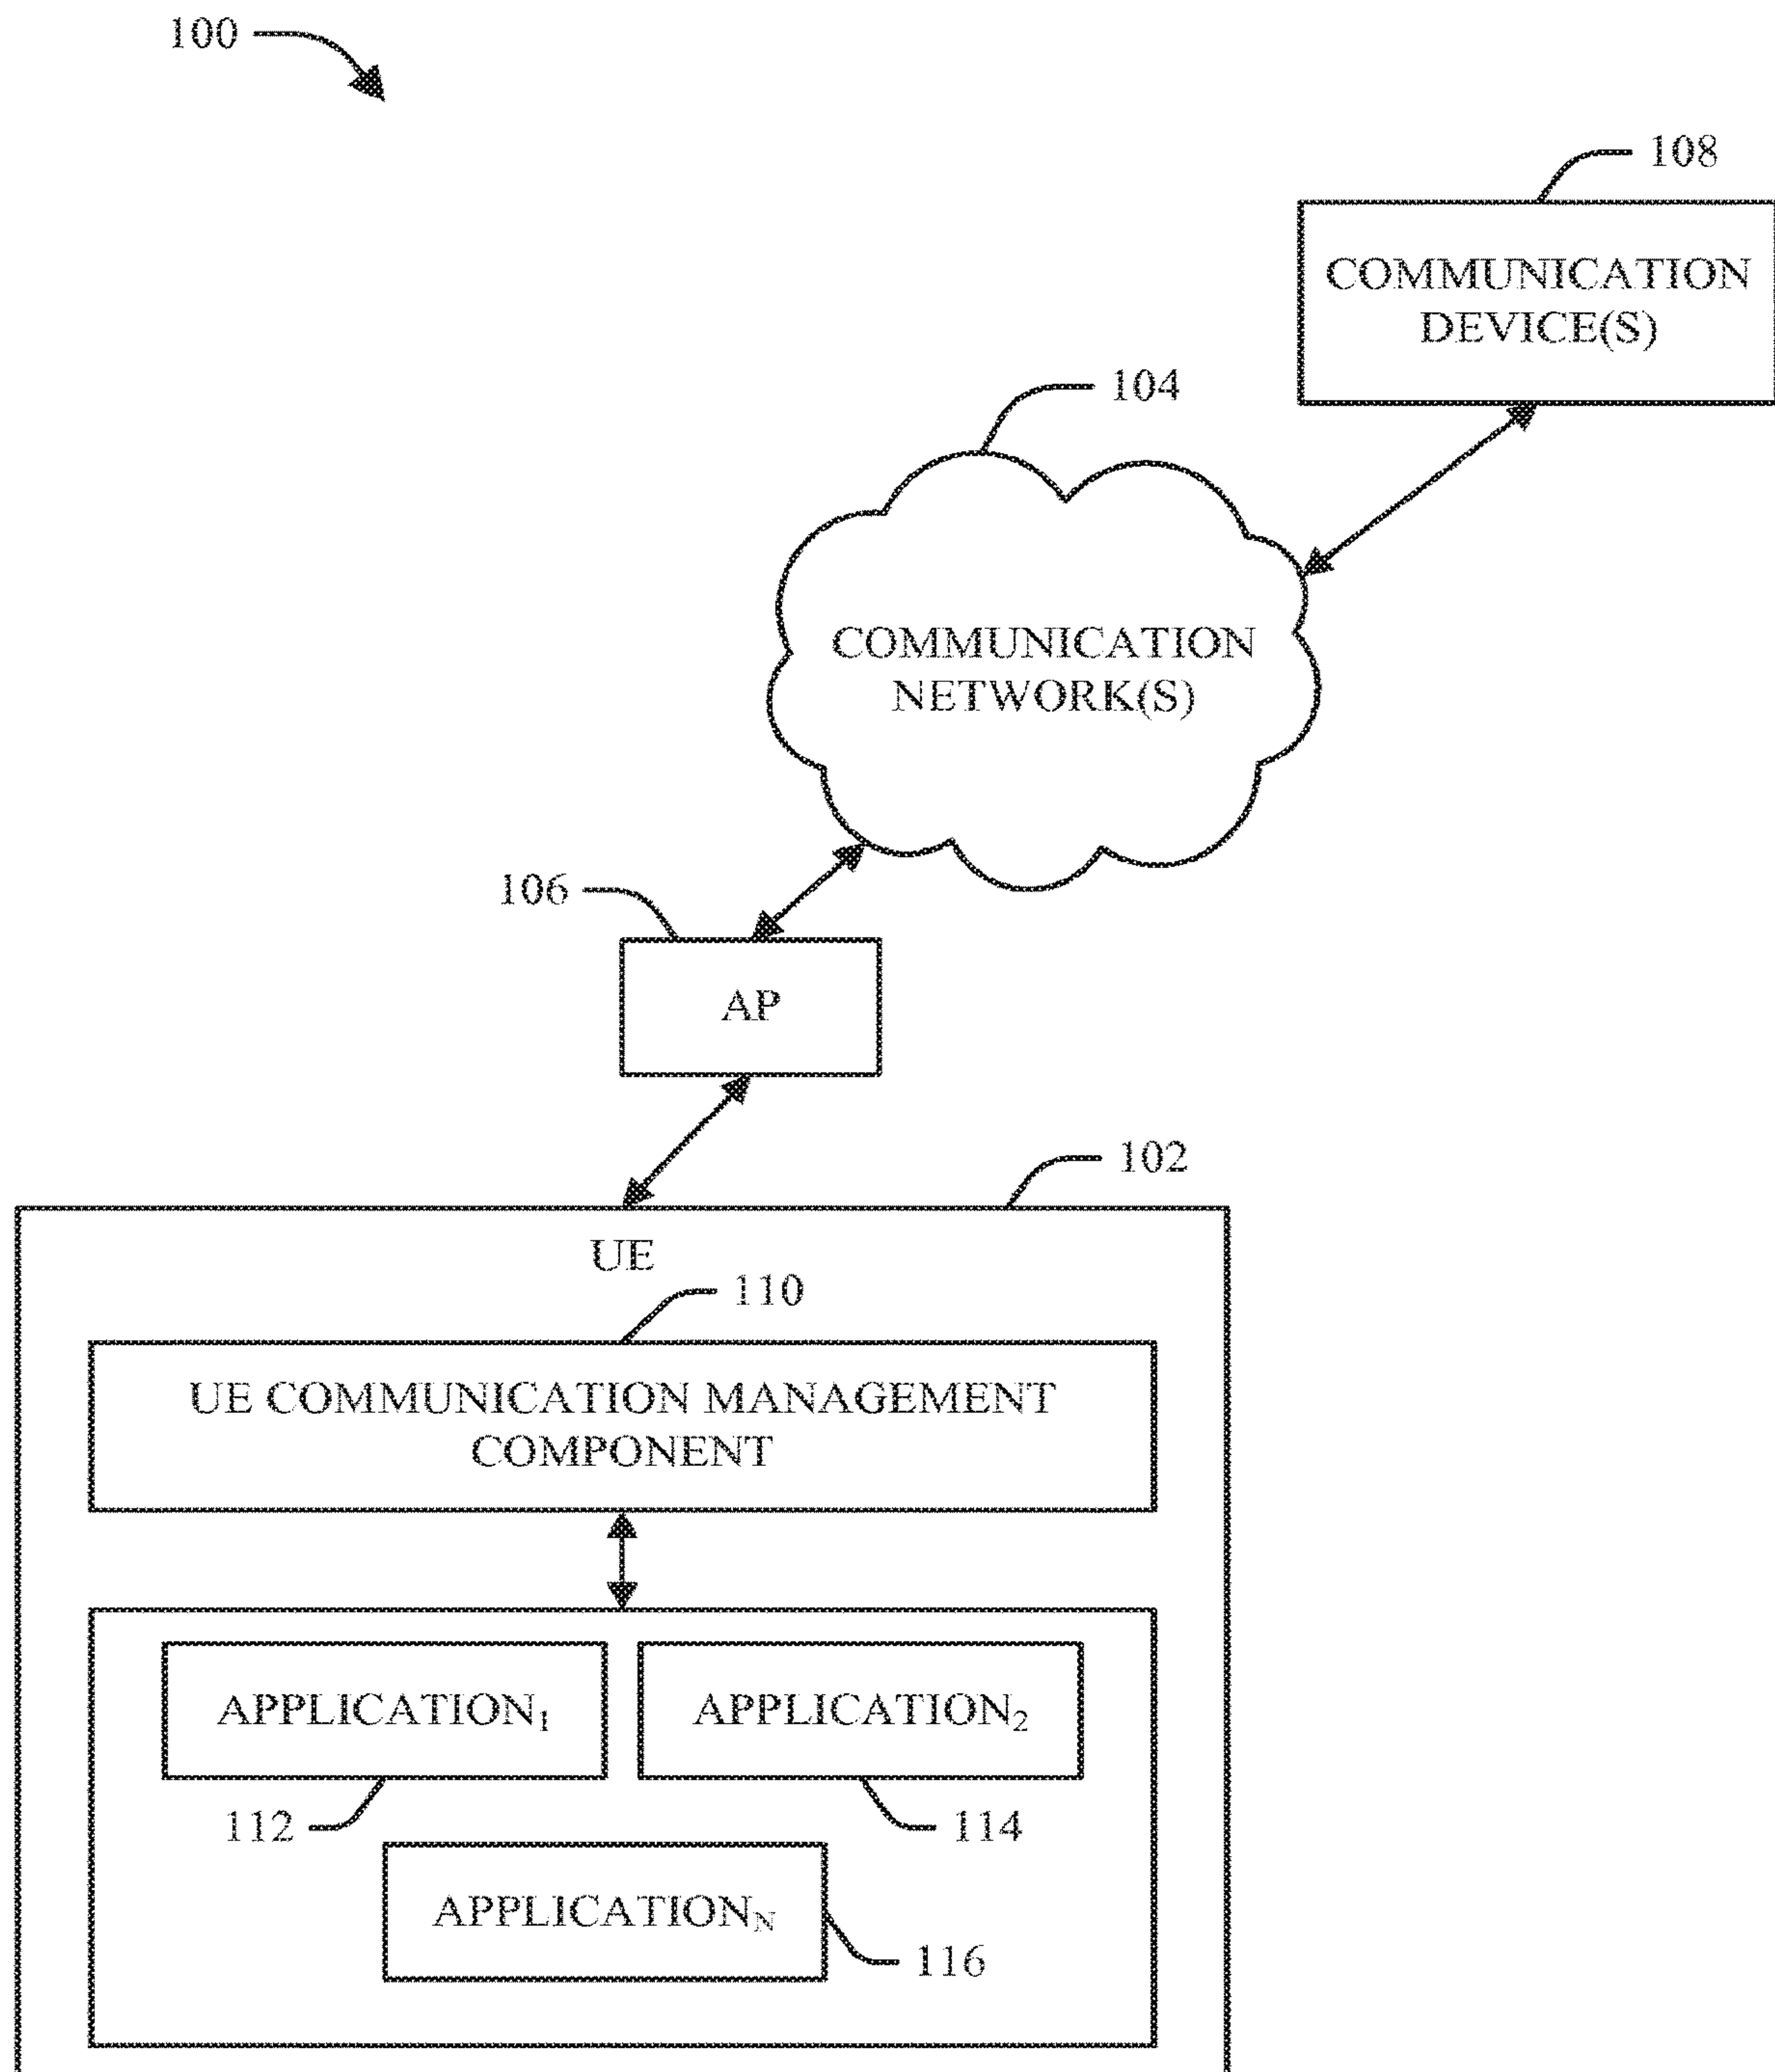 100
108
COMMUNICATION
DEVICE(S)
104
COMMUNICATION
NETWORK(S)
106
AP
102
UE
110
UE COMMUNICATION MANAGEMENT
COMPONENT
APPLICATION₁
APPLICATION₂
112
114
APPLICATIONN
116